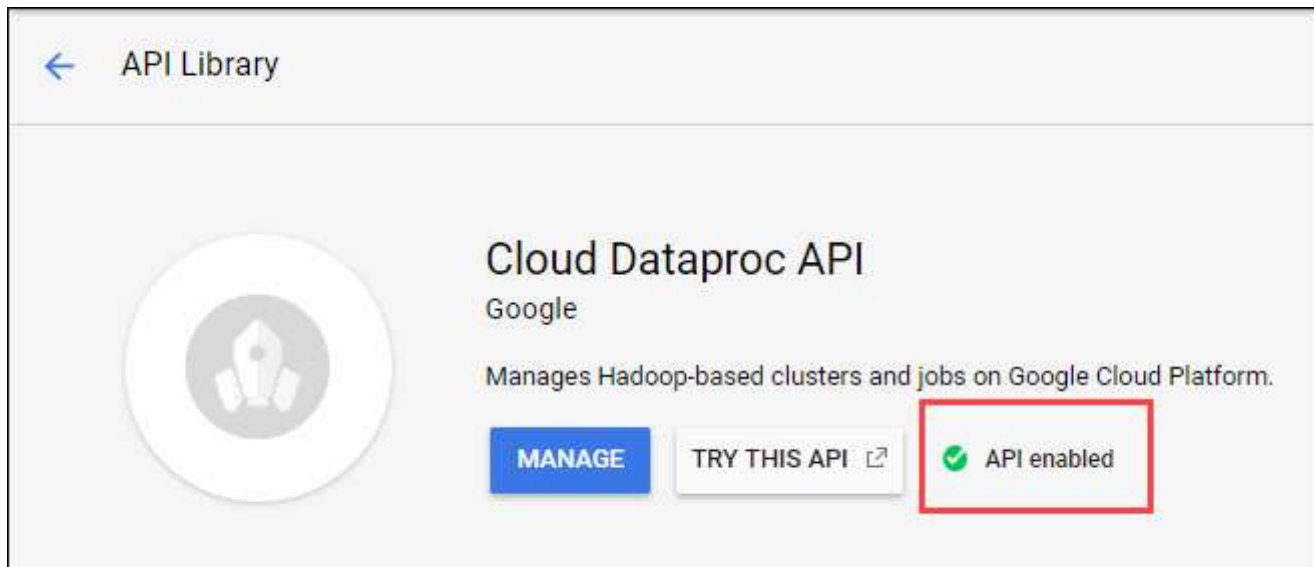 API Library
Cloud Dataproc API
Google
Manages Hadoop-based clusters and jobs on Google Cloud Platform.
MANAGE TRY THIS API API enabled